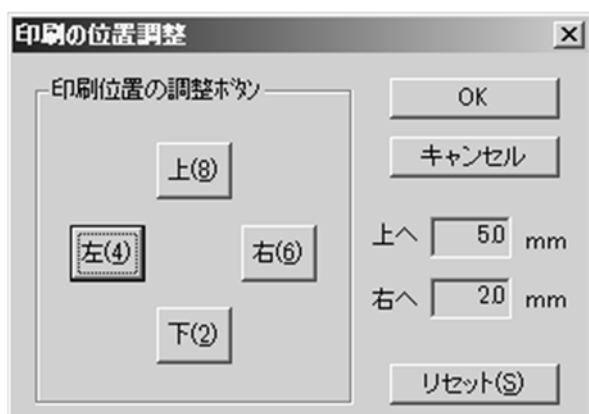 印刷の位置調整
印刷位置の調整ﾎﾞﾀﾝ
上(8)
左(4)
右(6)
下(2)
OK
キャンセル
上へ 5.0 mm
右へ 2.0 mm
リセット(S)